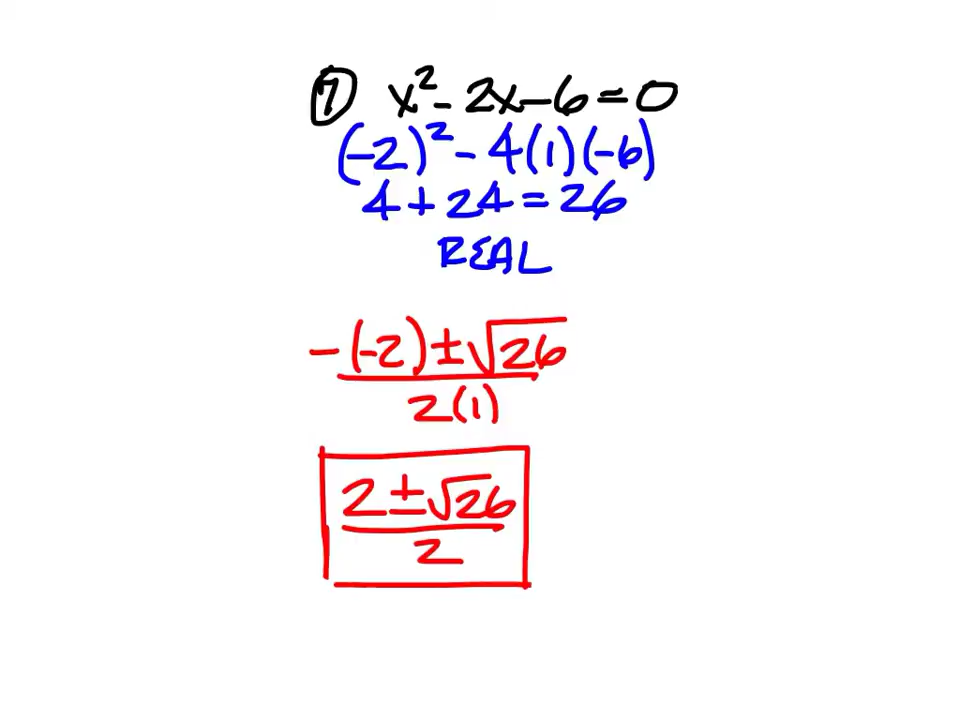 ⑦ x² - 2x - 6 = 0
(-2)² - 4(1)(-6)
4 + 24 = 26
REAL
-(-2) ± √26
2(1)
2 ± √26
2